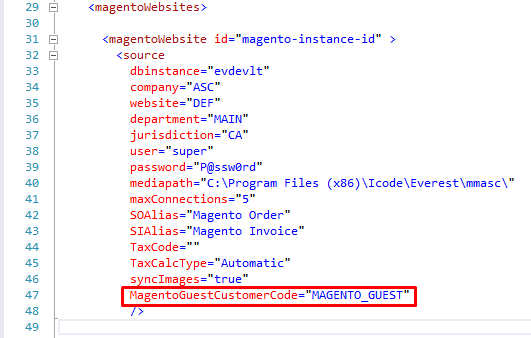 29 <magentoWebsites>
30
31 <magentoWebsite id="magento-instance-id" >
32 <source
33 dbinstance="evdevlt"
34 company="ASC"
35 website="DEF"
36 department="MAIN"
37 jurisdiction="CA"
38 user="super"
39 password="P@ssw0rd"
40 mediapath="C:\Program Files (x86)\Icode\Everest\mmasc\"
41 maxConnections="5"
42 SOAlias="Magento Order"
43 SIAlias="Magento Invoice"
44 TaxCode=""
45 TaxCalcType="Automatic"
46 syncImages="true"
47 MagentoGuestCustomerCode="MAGENTO_GUEST"
48 />
49